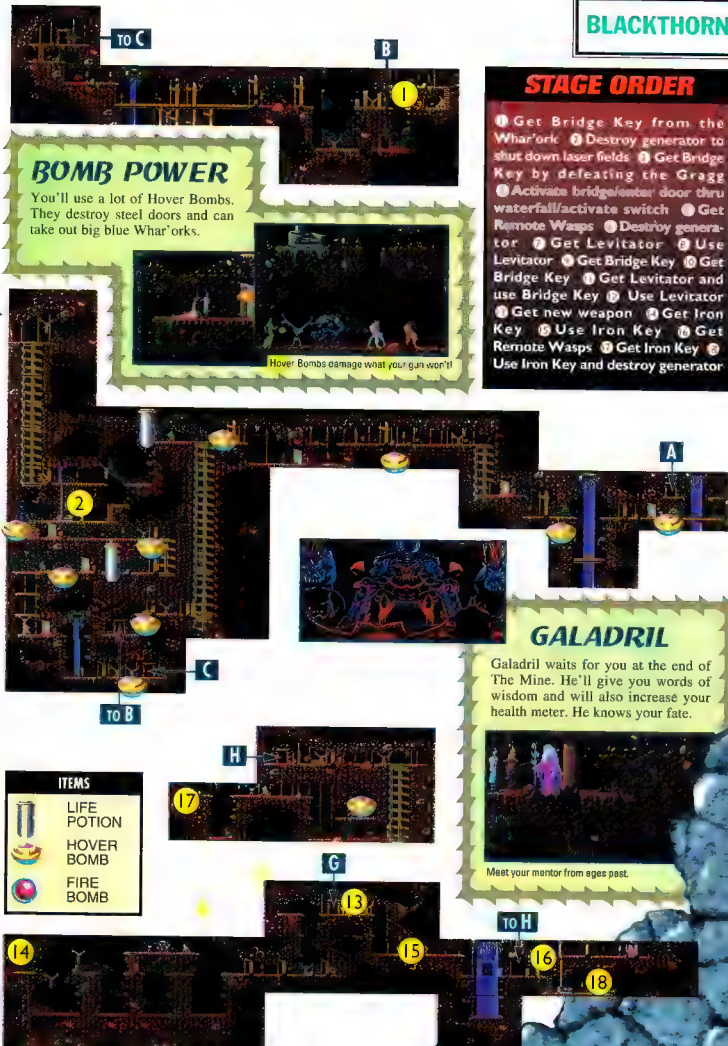 BLACKTHORN
TO C
B
1
STAGE ORDER
1 Get Bridge Key from the
Whar'orc 2 Destroy generator to
shut down laser fields 3 Get Bridge
Key by defeating the Gragg
4 Activate bridge/enter door thru
waterfall/activate switch 5 Get
Remote Wasps 6 Destroy genera-
tor 7 Get Levitator 8 Use
Levitator 9 Get Bridge Key 10 Get
Bridge Key 11 Get Levitator and
use Bridge Key 12 Use Levitator
13 Get new weapon 14 Get Iron
Key 15 Use Iron Key 16 Get
Remote Wasps 17 Get Iron Key 18
Use Iron Key and destroy generator
BOMB POWER
You'll use a lot of Hover Bombs.
They destroy steel doors and can
take out big blue Whar'orks.
Hover Bombs damage what your gun won't!
2
A
C
TO B
GALADRIL
Galadril waits for you at the end of
The Mine. He'll give you words of
wisdom and will also increase your
health meter. He knows your fate.
Meet your mentor from ages past.
H
17
ITEMS
LIFE
POTION
HOVER
BOMB
FIRE
BOMB
G
13
14
15
TO H
16
18